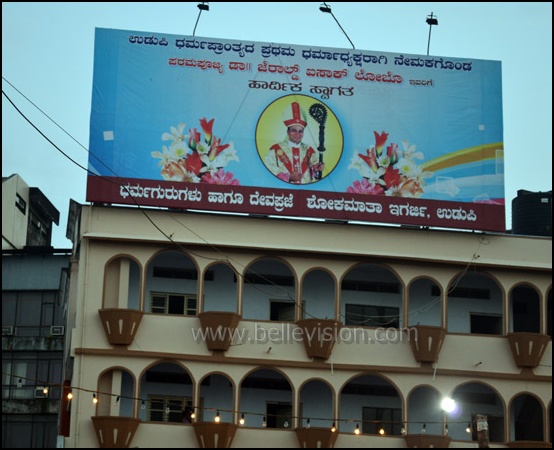 ಉಡುಪಿ ಧರ್ಮಪ್ರಾಂತ್ಯದ ಪ್ರಥಮ ಧರ್ಮಾಧ್ಯಕ್ಷರಾಗಿ ನೇಮಕಗೊಂಡ
ಪರಮಪೂಜ್ಯ ಡಾ|| ಜೆರಾಲ್ಡ್ ಐಸಾಕ್ ಲೋಬೊ ಇವರಿಗೆ
ಹಾರ್ದಿಕ ಸ್ವಾಗತ
ಧರ್ಮಗುರುಗಳು ಹಾಗೂ ದೇವಪ್ರಜೆ ಶೋಕಮಾತಾ ಇಗರ್ಜಿ, ಉಡುಪಿ
www.bellevision.com